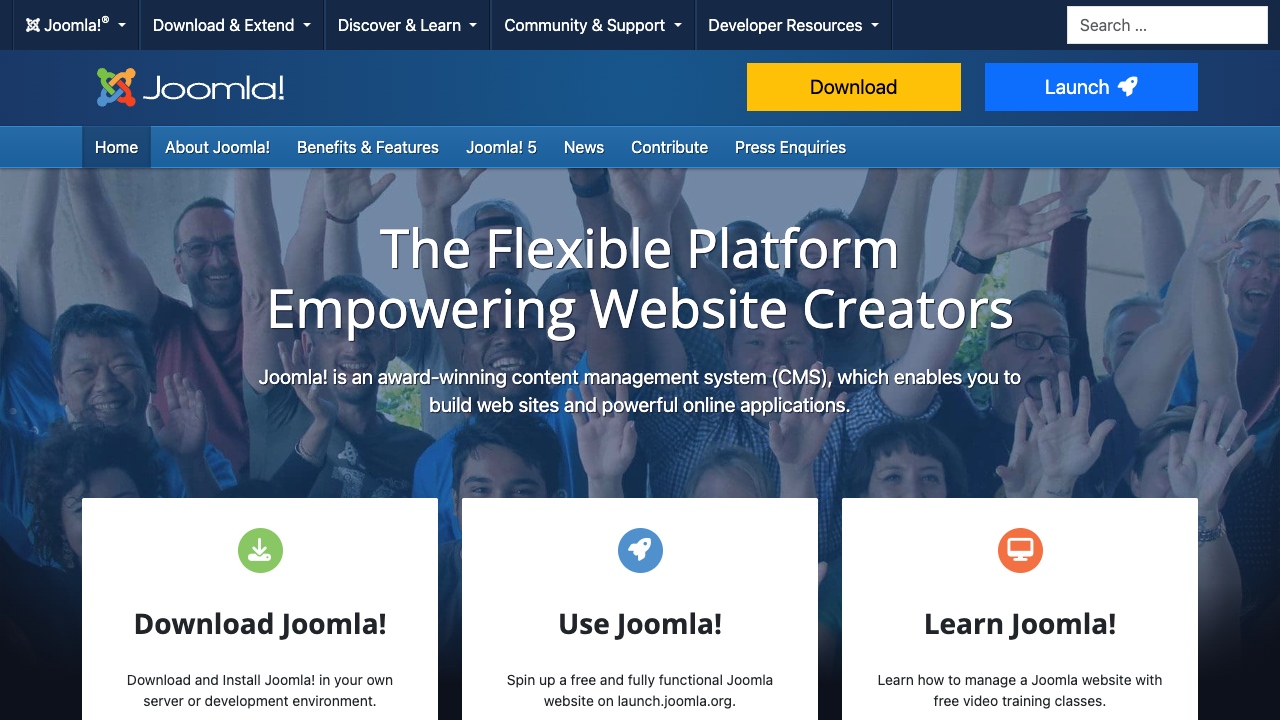 Joomla!® Download & Extend Discover & Learn Community & Support Developer Resources Search ...
Joomla! Download Launch
Home About Joomla! Benefits & Features Joomla! 5 News Contribute Press Enquiries
The Flexible Platform
Empowering Website Creators
Joomla! is an award-winning content management system (CMS), which enables you to
build web sites and powerful online applications.
Download Joomla!
Download and Install Joomla! in your own
server or development environment.
Use Joomla!
Spin up a free and fully functional Joomla
website on launch.joomla.org.
Learn Joomla!
Learn how to manage a Joomla website with
free video training classes.